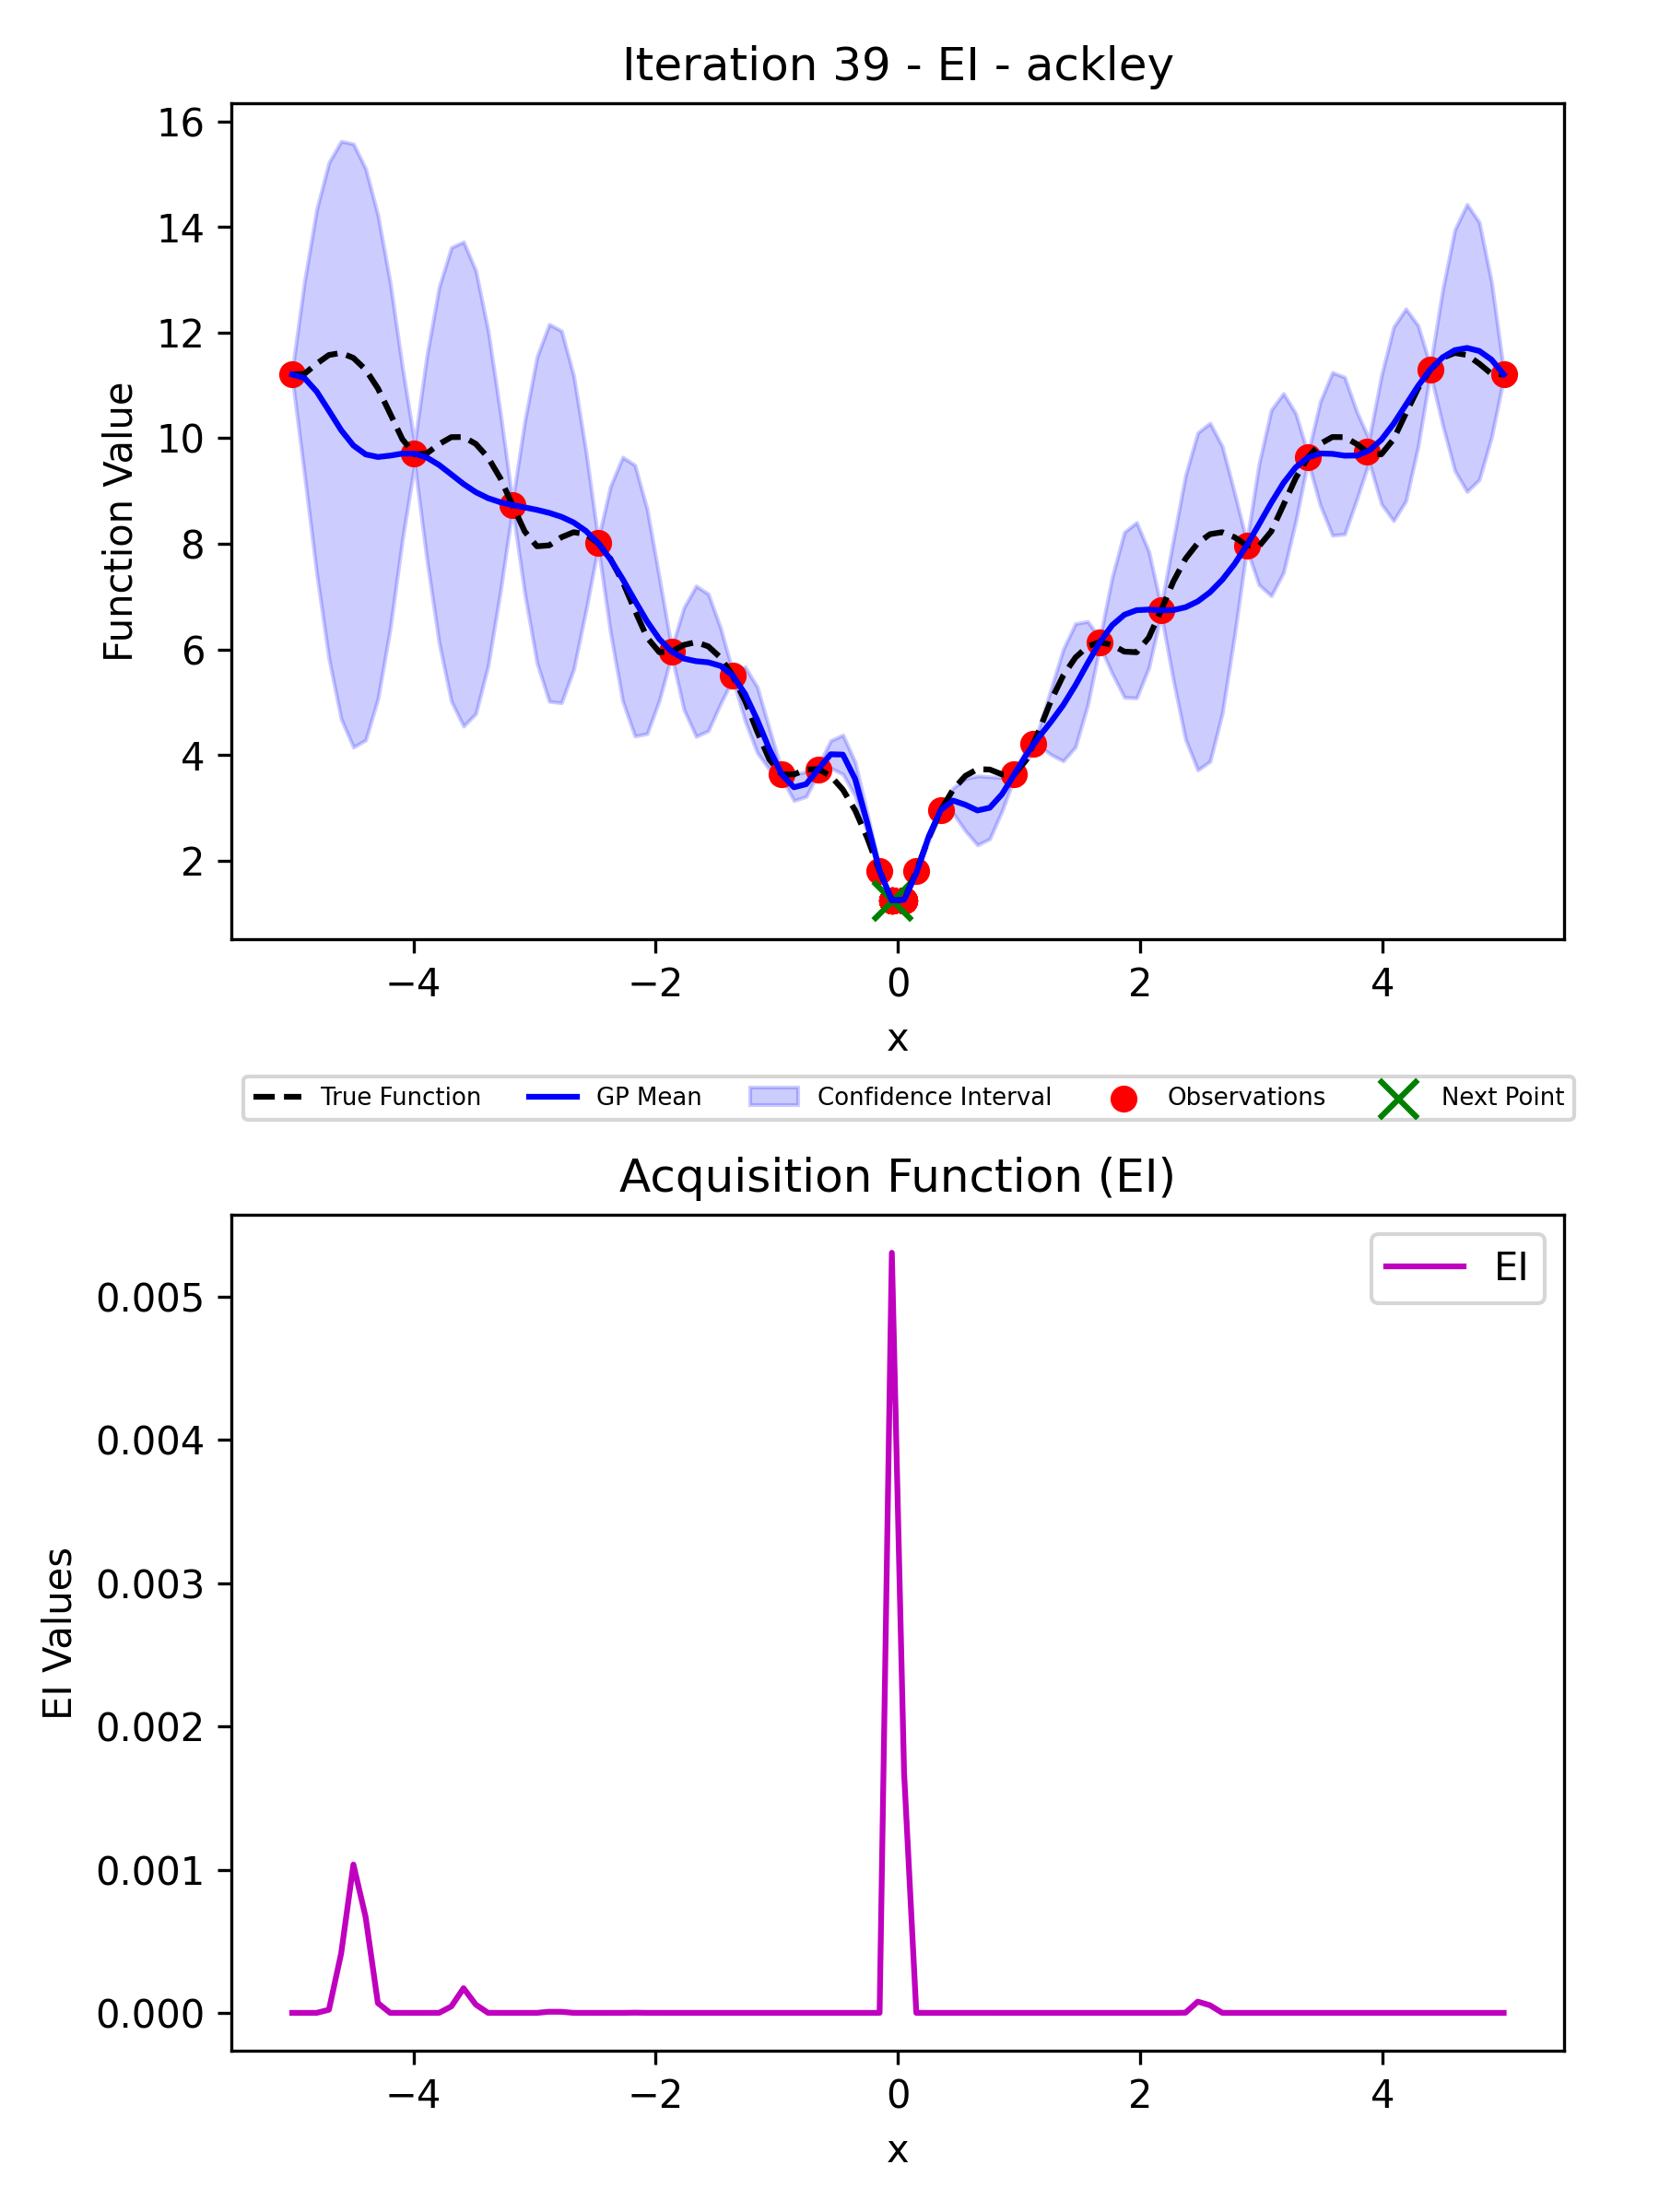 Iteration 39 - EI - ackley
16
14
12
10
8
6
4
2
Function Value
−4 −2 0 2 4
x
True Function GP Mean Confidence Interval Observations Next Point
Acquisition Function (EI)
EI
0.005
0.004
0.003
0.002
0.001
0.000
EI Values
−4 −2 0 2 4
x